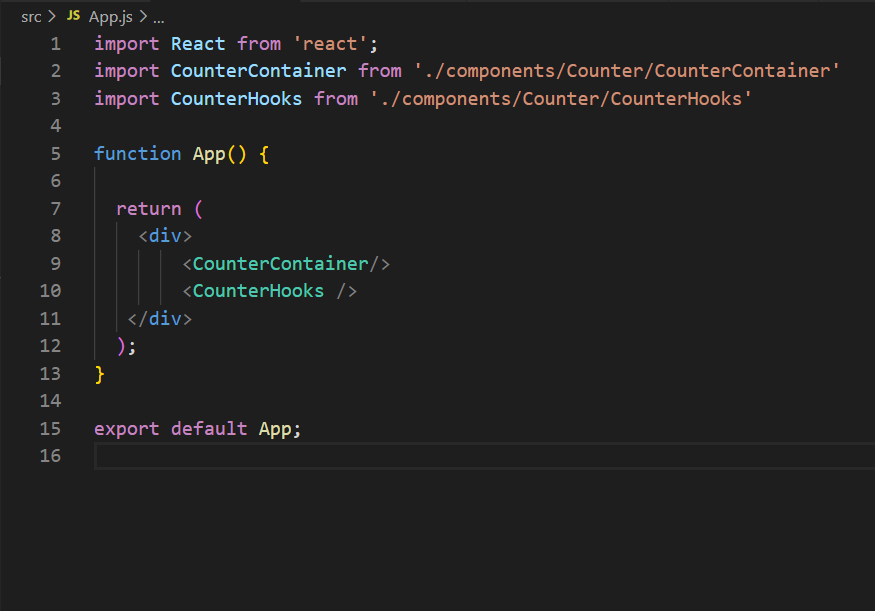 src > JS App.js > ...
1 import React from 'react';
2 import CounterContainer from './components/Counter/CounterContainer'
3 import CounterHooks from './components/Counter/CounterHooks'
4
5 function App() {
6
7   return (
8     <div>
9         <CounterContainer/>
10         <CounterHooks />
11    </div>
12   );
13 }
14
15 export default App;
16